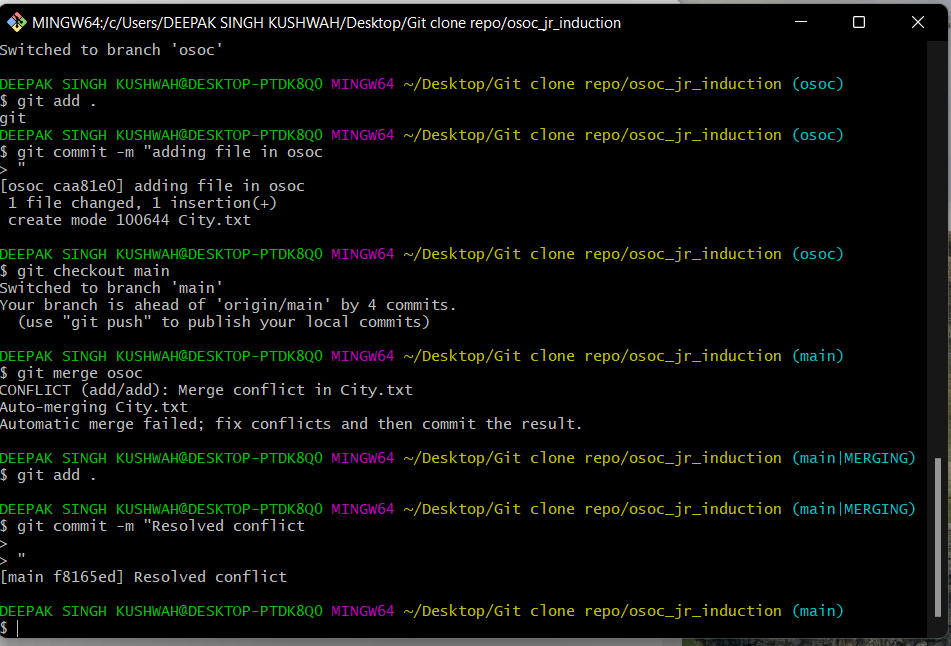 MINGW64:/c/Users/DEEPAK SINGH KUSHWAH/Desktop/Git clone repo/osoc_jr_induction
Switched to branch 'osoc'
DEEPAK SINGH KUSHWAH@DESKTOP-PTDK8QO MINGW64 ~/Desktop/Git clone repo/osoc_jr_induction (osoc)
$ git add .
git
DEEPAK SINGH KUSHWAH@DESKTOP-PTDK8QO MINGW64 ~/Desktop/Git clone repo/osoc_jr_induction (osoc)
$ git commit -m "adding file in osoc
> "
[osoc caa81e0] adding file in osoc
 1 file changed, 1 insertion(+)
 create mode 100644 City.txt
DEEPAK SINGH KUSHWAH@DESKTOP-PTDK8QO MINGW64 ~/Desktop/Git clone repo/osoc_jr_induction (osoc)
$ git checkout main
Switched to branch 'main'
Your branch is ahead of 'origin/main' by 4 commits.
  (use "git push" to publish your local commits)
DEEPAK SINGH KUSHWAH@DESKTOP-PTDK8QO MINGW64 ~/Desktop/Git clone repo/osoc_jr_induction (main)
$ git merge osoc
CONFLICT (add/add): Merge conflict in City.txt
Auto-merging City.txt
Automatic merge failed; fix conflicts and then commit the result.
DEEPAK SINGH KUSHWAH@DESKTOP-PTDK8QO MINGW64 ~/Desktop/Git clone repo/osoc_jr_induction (main|MERGING)
$ git add .
DEEPAK SINGH KUSHWAH@DESKTOP-PTDK8QO MINGW64 ~/Desktop/Git clone repo/osoc_jr_induction (main|MERGING)
$ git commit -m "Resolved conflict
>
> "
[main f8165ed] Resolved conflict
DEEPAK SINGH KUSHWAH@DESKTOP-PTDK8QO MINGW64 ~/Desktop/Git clone repo/osoc_jr_induction (main)
$